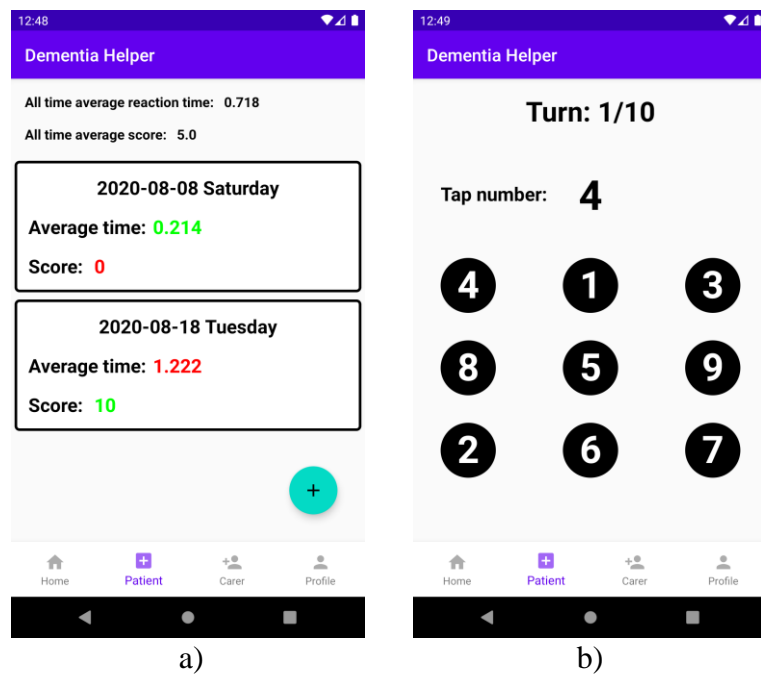 12:48
Dementia Helper
All time average reaction time: 0.718
All time average score: 5.0
2020-08-08 Saturday
Average time: 0.214
Score: 0
2020-08-18 Tuesday
Average time: 1.222
Score: 10
+
Home Patient Carer Profile
a)
12:49
Dementia Helper
Turn: 1/10
Tap number: 4
4 1 3
8 5 9
2 6 7
Home Patient Carer Profile
b)